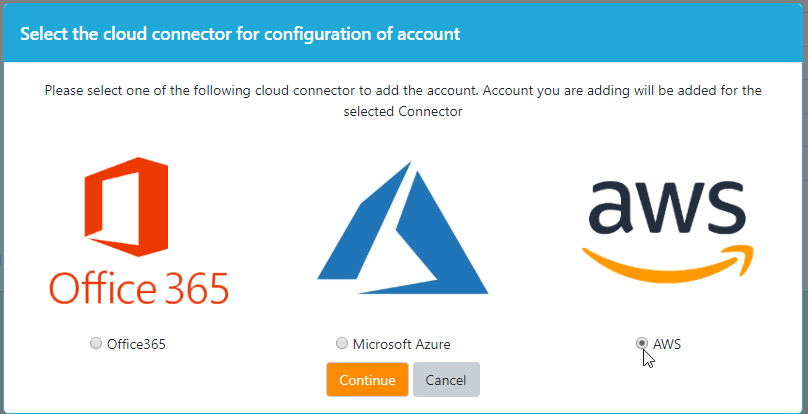 Select the cloud connector for configuration of account
Please select one of the following cloud connector to add the account. Account you are adding will be added for the
selected Connector
Office 365
aws
Office365
Microsoft Azure
AWS
Continue
Cancel